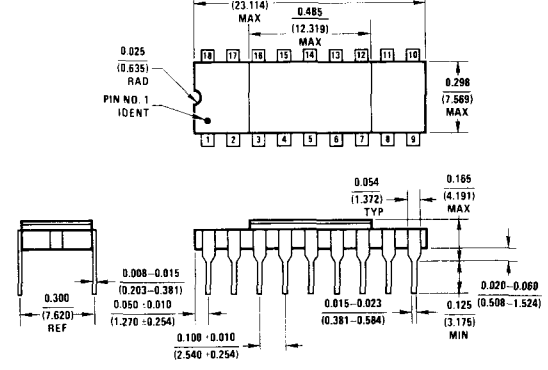 (23.114)
MAX
0.485
(12.319)
MAX
0.025
(0.635)
RAD
PIN NO. 1
IDENT
18 17 16 15 14 13 12 11 10
1 2 3 4 5 6 7 8 9
0.298
(7.569)
MAX
0.054
(1.372)
TYP
0.165
(4.191)
MAX
0.008–0.015
(0.203–0.381)
0.300
(7.620)
REF
0.050 ±0.010
(1.270 ±0.254)
0.100 ±0.010
(2.540 ±0.254)
0.015–0.023
(0.381–0.584)
0.020–0.060
(0.508–1.524)
0.125
(3.175)
MIN